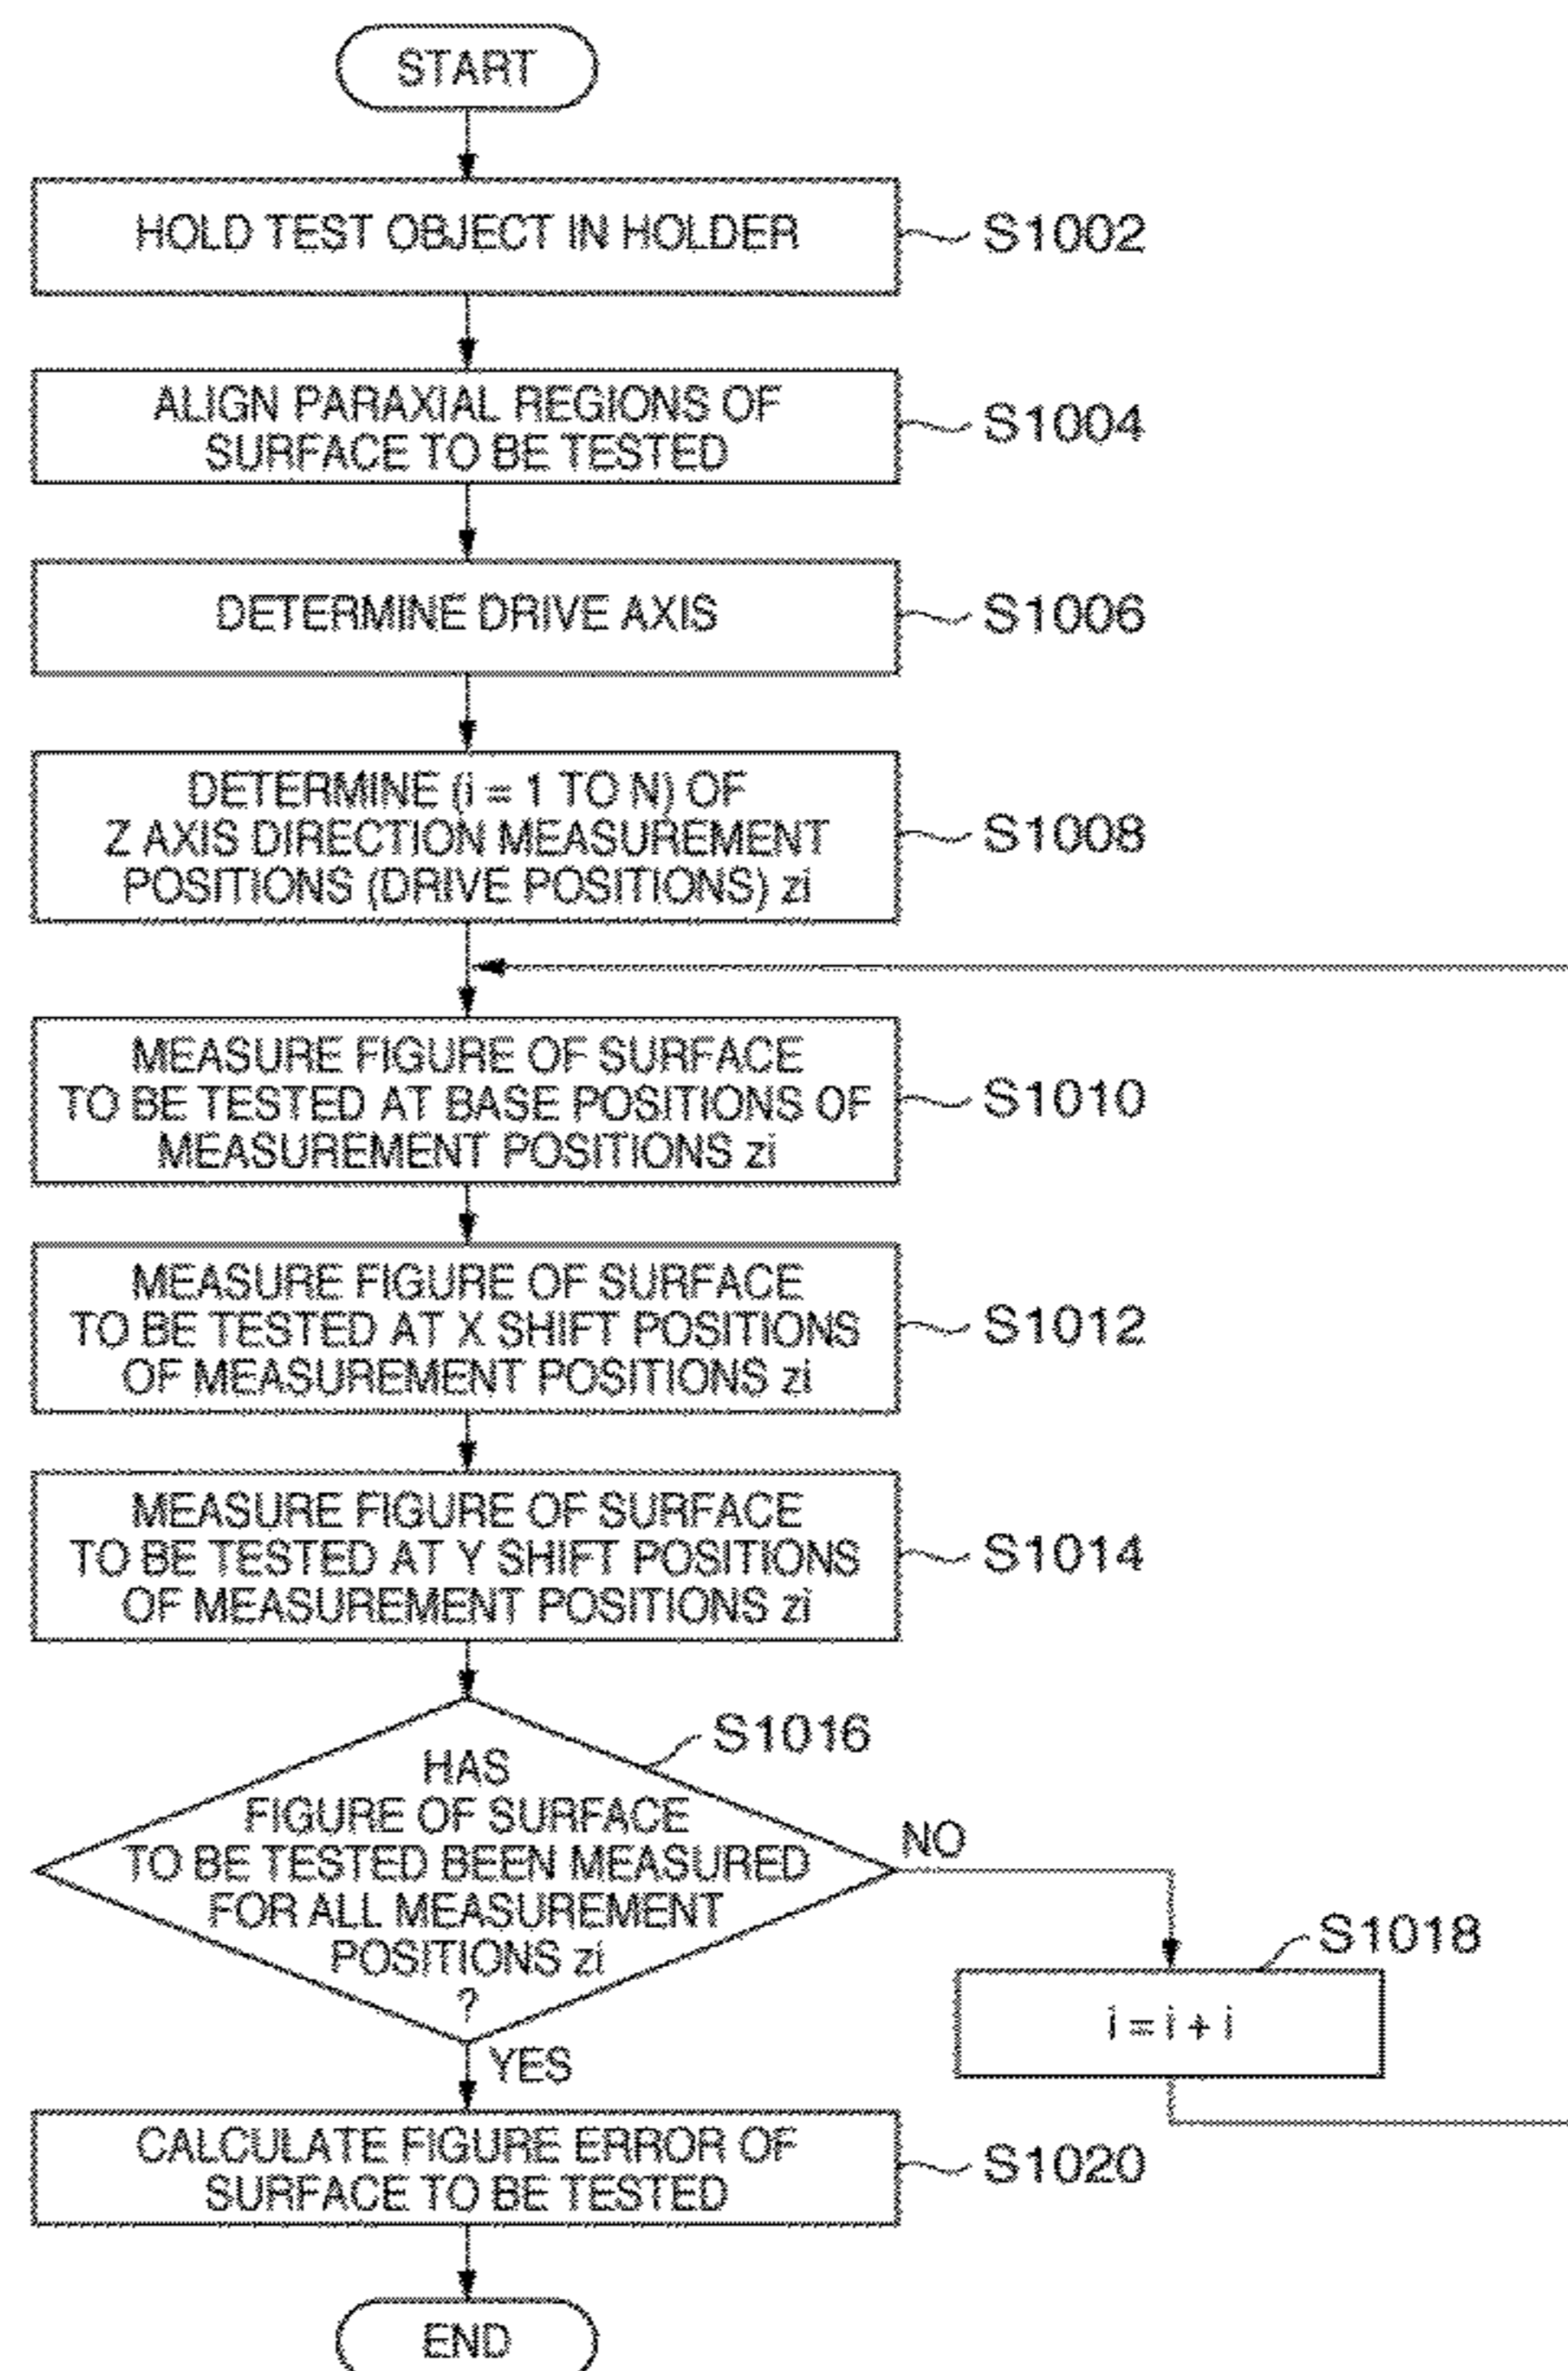 START
HOLD TEST OBJECT IN HOLDER
S1002
ALIGN PARAXIAL REGIONS OF
SURFACE TO BE TESTED
S1004
DETERMINE DRIVE AXIS
S1006
DETERMINE (i = 1 TO N) OF
Z AXIS DIRECTION MEASUREMENT
POSITIONS (DRIVE POSITIONS) zi
S1008
MEASURE FIGURE OF SURFACE
TO BE TESTED AT BASE POSITIONS OF
MEASUREMENT POSITIONS zi
S1010
MEASURE FIGURE OF SURFACE
TO BE TESTED AT X SHIFT POSITIONS
OF MEASUREMENT POSITIONS zi
S1012
MEASURE FIGURE OF SURFACE
TO BE TESTED AT Y SHIFT POSITIONS
OF MEASUREMENT POSITIONS zi
S1014
S1016
HAS
FIGURE OF SURFACE
TO BE TESTED BEEN MEASURED
FOR ALL MEASUREMENT
POSITIONS zi
?
NO
S1018
i = i + i
YES
CALCULATE FIGURE ERROR OF
SURFACE TO BE TESTED
S1020
END